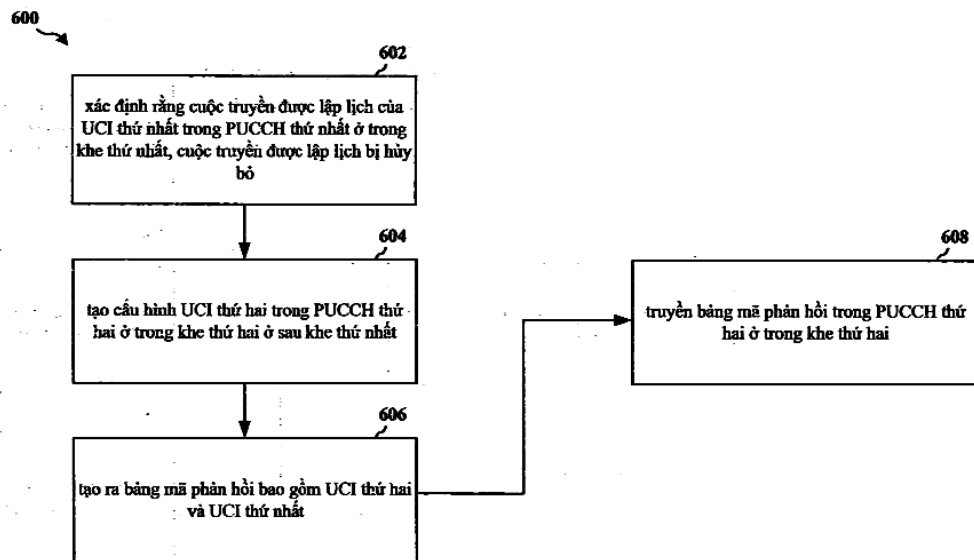 600
602
xác định rằng cuộc truyền được lập lịch của
UCI thứ nhất trong PUCCH thứ nhất ở trong
khe thứ nhất, cuộc truyền được lập lịch bị hủy
bỏ
604
tạo cấu hình UCI thứ hai trong PUCCH thứ
hai ở trong khe thứ hai ở sau khe thứ nhất
606
tạo ra bảng mã phản hồi bao gồm UCI thứ hai
và UCI thứ nhất
608
truyền bảng mã phản hồi trong PUCCH thứ
hai ở trong khe thứ hai